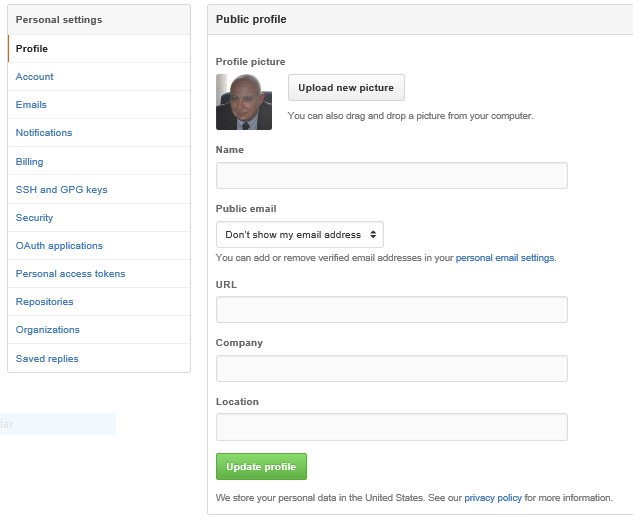 Personal settings
Profile
Account
Emails
Notifications
Billing
SSH and GPG keys
Security
OAuth applications
Personal access tokens
Repositories
Organizations
Saved replies
lar
Public profile
Profile picture
Upload new picture
You can also drag and drop a picture from your computer.
Name
Public email
Don't show my email address
You can add or remove verified email addresses in your personal email settings.
URL
Company
Location
Update profile
We store your personal data in the United States. See our privacy policy for more information.